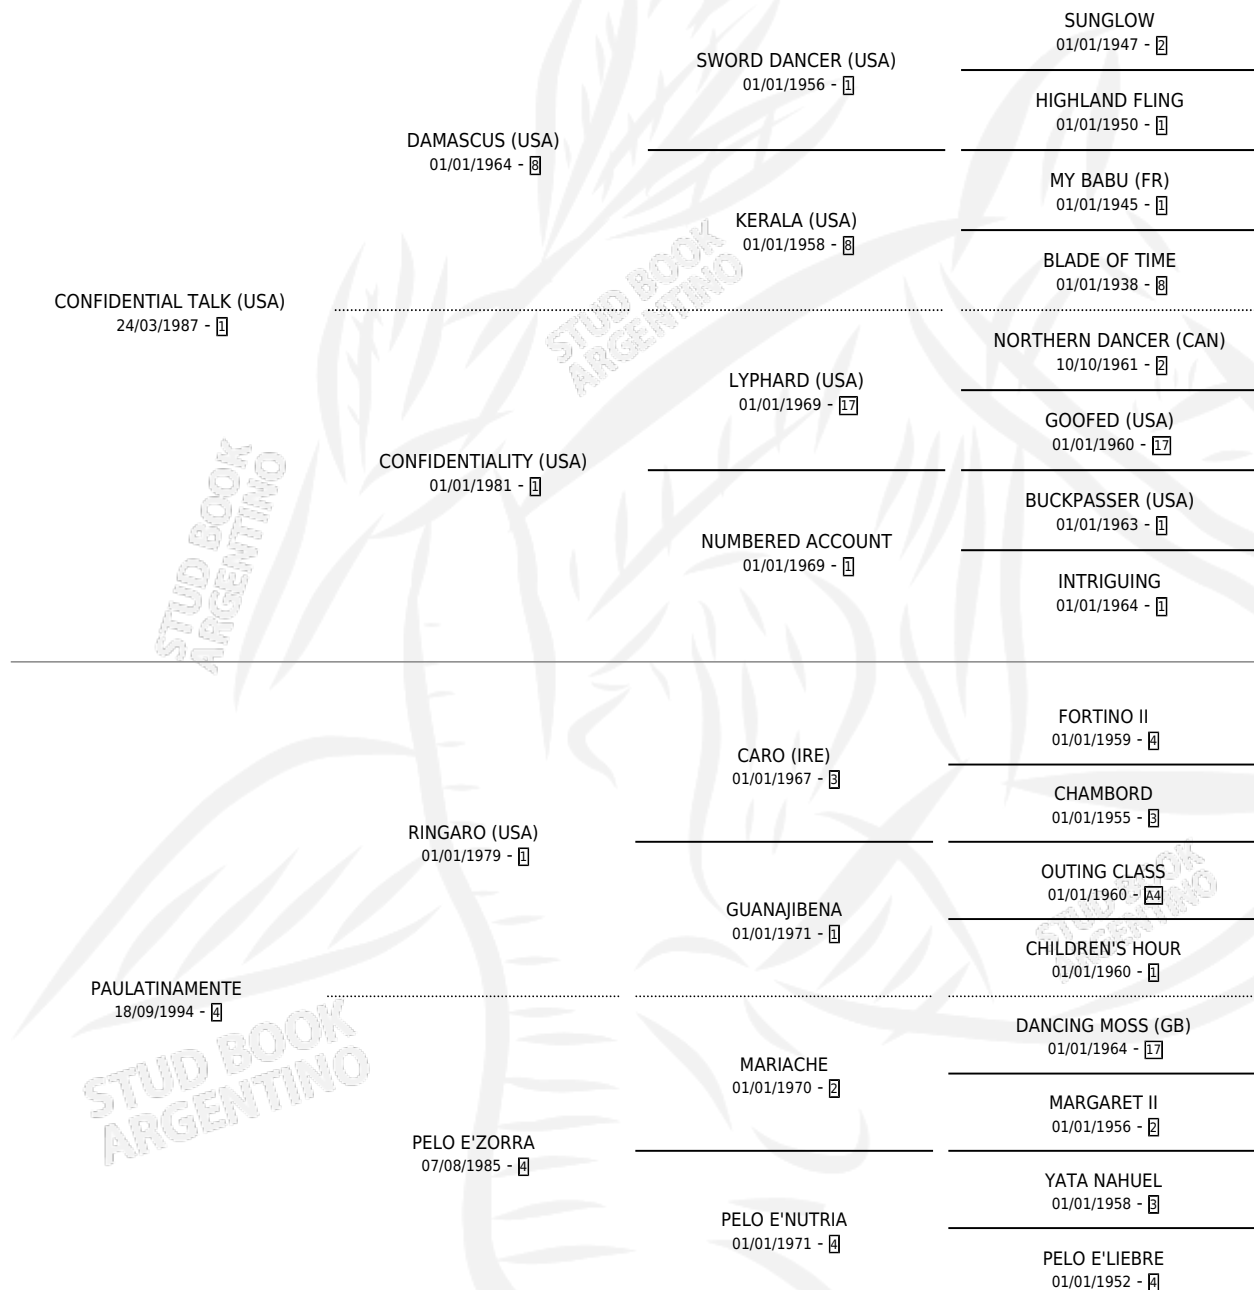 SUNGLOW
01/01/1947 - 2
SWORD DANCER (USA)
01/01/1956 - 1
HIGHLAND FLING
01/01/1950 - 1
DAMASCUS (USA)
01/01/1964 - 8
MY BABU (FR)
01/01/1945 - 1
KERALA (USA)
01/01/1958 - 8
BLADE OF TIME
01/01/1938 - 8
CONFIDENTIAL TALK (USA)
24/03/1987 - 1
NORTHERN DANCER (CAN)
10/10/1961 - 2
LYPHARD (USA)
01/01/1969 - 17
GOOFED (USA)
01/01/1960 - 17
CONFIDENTIALITY (USA)
01/01/1981 - 1
BUCKPASSER (USA)
01/01/1963 - 1
NUMBERED ACCOUNT
01/01/1969 - 1
INTRIGUING
01/01/1964 - 1
FORTINO II
01/01/1959 - 4
CARO (IRE)
01/01/1967 - 3
CHAMBORD
01/01/1955 - 3
RINGARO (USA)
01/01/1979 - 1
OUTING CLASS
01/01/1960 - A4
GUANAJIBENA
01/01/1971 - 1
CHILDREN'S HOUR
01/01/1960 - 1
PAULATINAMENTE
18/09/1994 - 4
DANCING MOSS (GB)
01/01/1964 - 17
MARIACHE
01/01/1970 - 2
MARGARET II
01/01/1956 - 2
PELO E'ZORRA
07/08/1985 - 4
YATA NAHUEL
01/01/1958 - 3
PELO E'NUTRIA
01/01/1971 - 4
PELO E'LIEBRE
01/01/1952 - 4
STUD BOOK
ARGENTINO
STUD BOOK
ARGENTINO
STUD BOOK
ARGENTINO
STUD BOOK
ARGENTINO